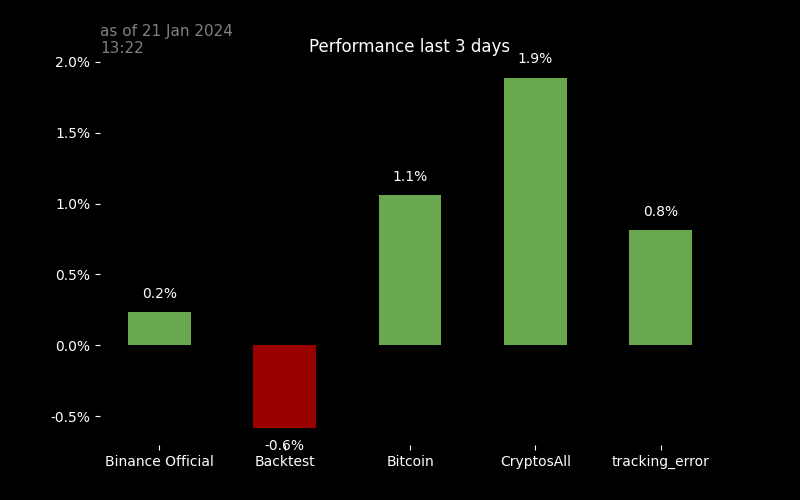 as of 21 Jan 2024
13:22
Performance last 3 days
2.0%
1.5%
1.0%
0.5%
0.0%
-0.5%
0.2%
-0.6%
1.1%
1.9%
0.8%
Binance Official
Backtest
Bitcoin
CryptosAll
tracking_error